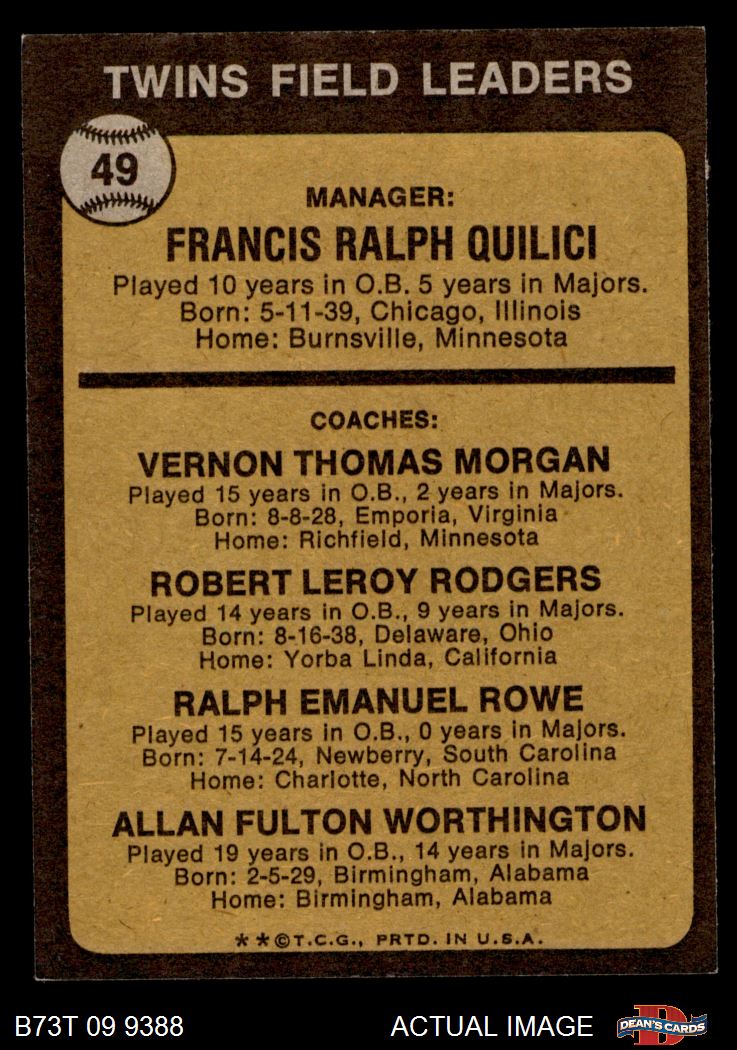 TWINS FIELD LEADERS
49
MANAGER:
FRANCIS RALPH QUILICI
Played 10 years in O.B. 5 years in Majors.
Born: 5-11-39, Chicago, Illinois
Home: Burnsville, Minnesota
COACHES:
VERNON THOMAS MORGAN
Played 15 years in O.B., 2 years in Majors.
Born: 8-8-28, Emporia, Virginia
Home: Richfield, Minnesota
ROBERT LEROY RODGERS
Played 14 years in O.B., 9 years in Majors.
Born: 8-16-38, Delaware, Ohio
Home: Yorba Linda, California
RALPH EMANUEL ROWE
Played 15 years in O.B., 0 years in Majors.
Born: 7-14-24, Newberry, South Carolina
Home: Charlotte, North Carolina
ALLAN FULTON WORTHINGTON
Played 19 years in O.B., 14 years in Majors.
Born: 2-5-29, Birmingham, Alabama
Home: Birmingham, Alabama
* * © T.C.G., PRTD. IN U.S.A.
B73T 09 9388 ACTUAL IMAGE D DEAN'S CARDS